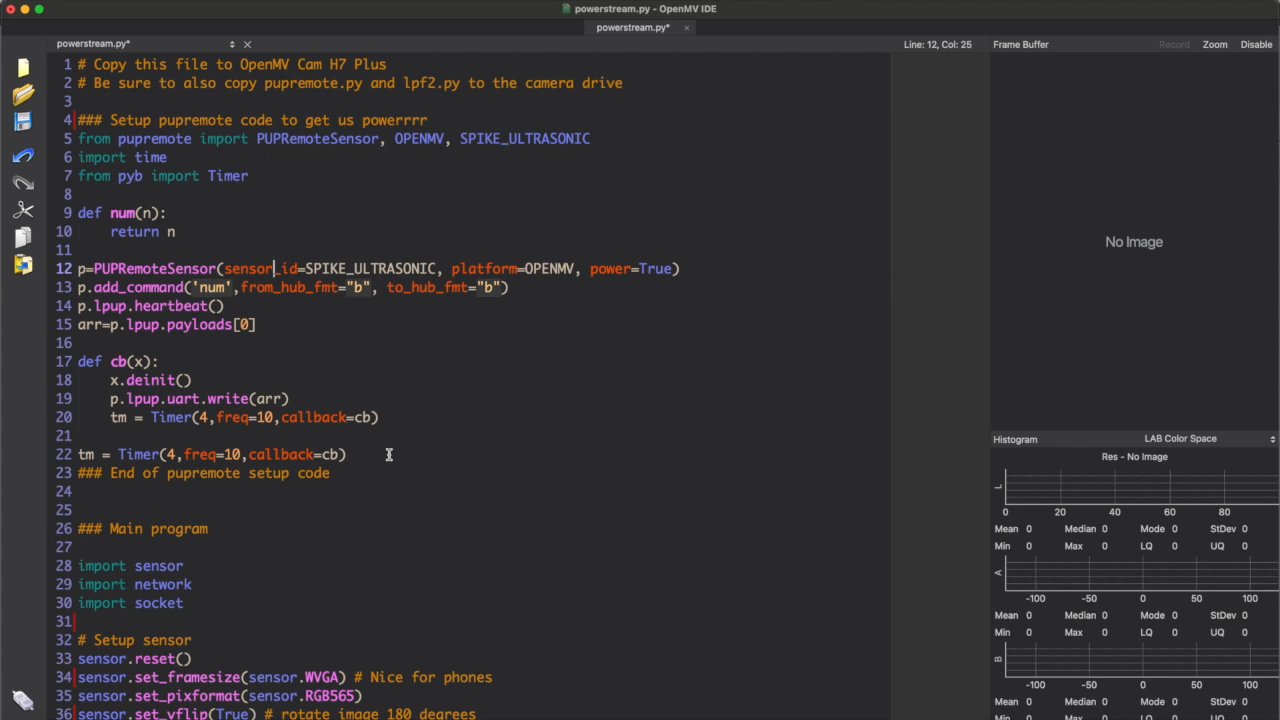 powerstream.py - OpenMV IDE
powerstream.py*
powerstream.py*
Line: 12, Col: 25
Frame Buffer
Record
Zoom
Disable
1 # Copy this file to OpenMV Cam H7 Plus
2 # Be sure to also copy pupremote.py and lpf2.py to the camera drive
3
4 ### Setup pupremote code to get us powerrrr
5 from pupremote import PUPRemoteSensor, OPENMV, SPIKE_ULTRASONIC
6 import time
7 from pyb import Timer
8
9 def num(n):
10 return n
11
12 p=PUPRemoteSensor(sensor_id=SPIKE_ULTRASONIC, platform=OPENMV, power=True)
13 p.add_command('num',from_hub_fmt="b", to_hub_fmt="b")
14 p.lpup.heartbeat()
15 arr=p.lpup.payloads[0]
16
17 def cb(x):
18 x.deinit()
19 p.lpup.uart.write(arr)
20 tm = Timer(4,freq=10,callback=cb)
21
22 tm = Timer(4,freq=10,callback=cb)
23 ### End of pupremote setup code
24
25
26 ### Main program
27
28 import sensor
29 import network
30 import socket
31
32 # Setup sensor
33 sensor.reset()
34 sensor.set_framesize(sensor.WVGA) # Nice for phones
35 sensor.set_pixformat(sensor.RGB565)
36 sensor.set_vflip(True) # rotate image 180 degrees
No Image
Histogram
LAB Color Space
Res - No Image
L
0 20 40 60 80
Mean 0 Median 0 Mode 0 StDev 0
Min 0 Max 0 LQ 0 UQ 0
A
-100 -50 0 50 100
Mean 0 Median 0 Mode 0 StDev 0
Min 0 Max 0 LQ 0 UQ 0
B
-100 -50 0 50 100
Mean 0 Median 0 Mode 0 StDev 0
Min 0 Max 0 LQ 0 UQ 0